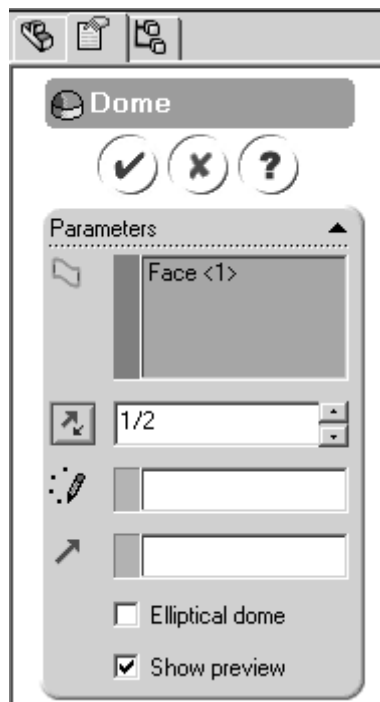 Dome
?
Parameters
Face <1>
1/2
Elliptical dome
Show preview